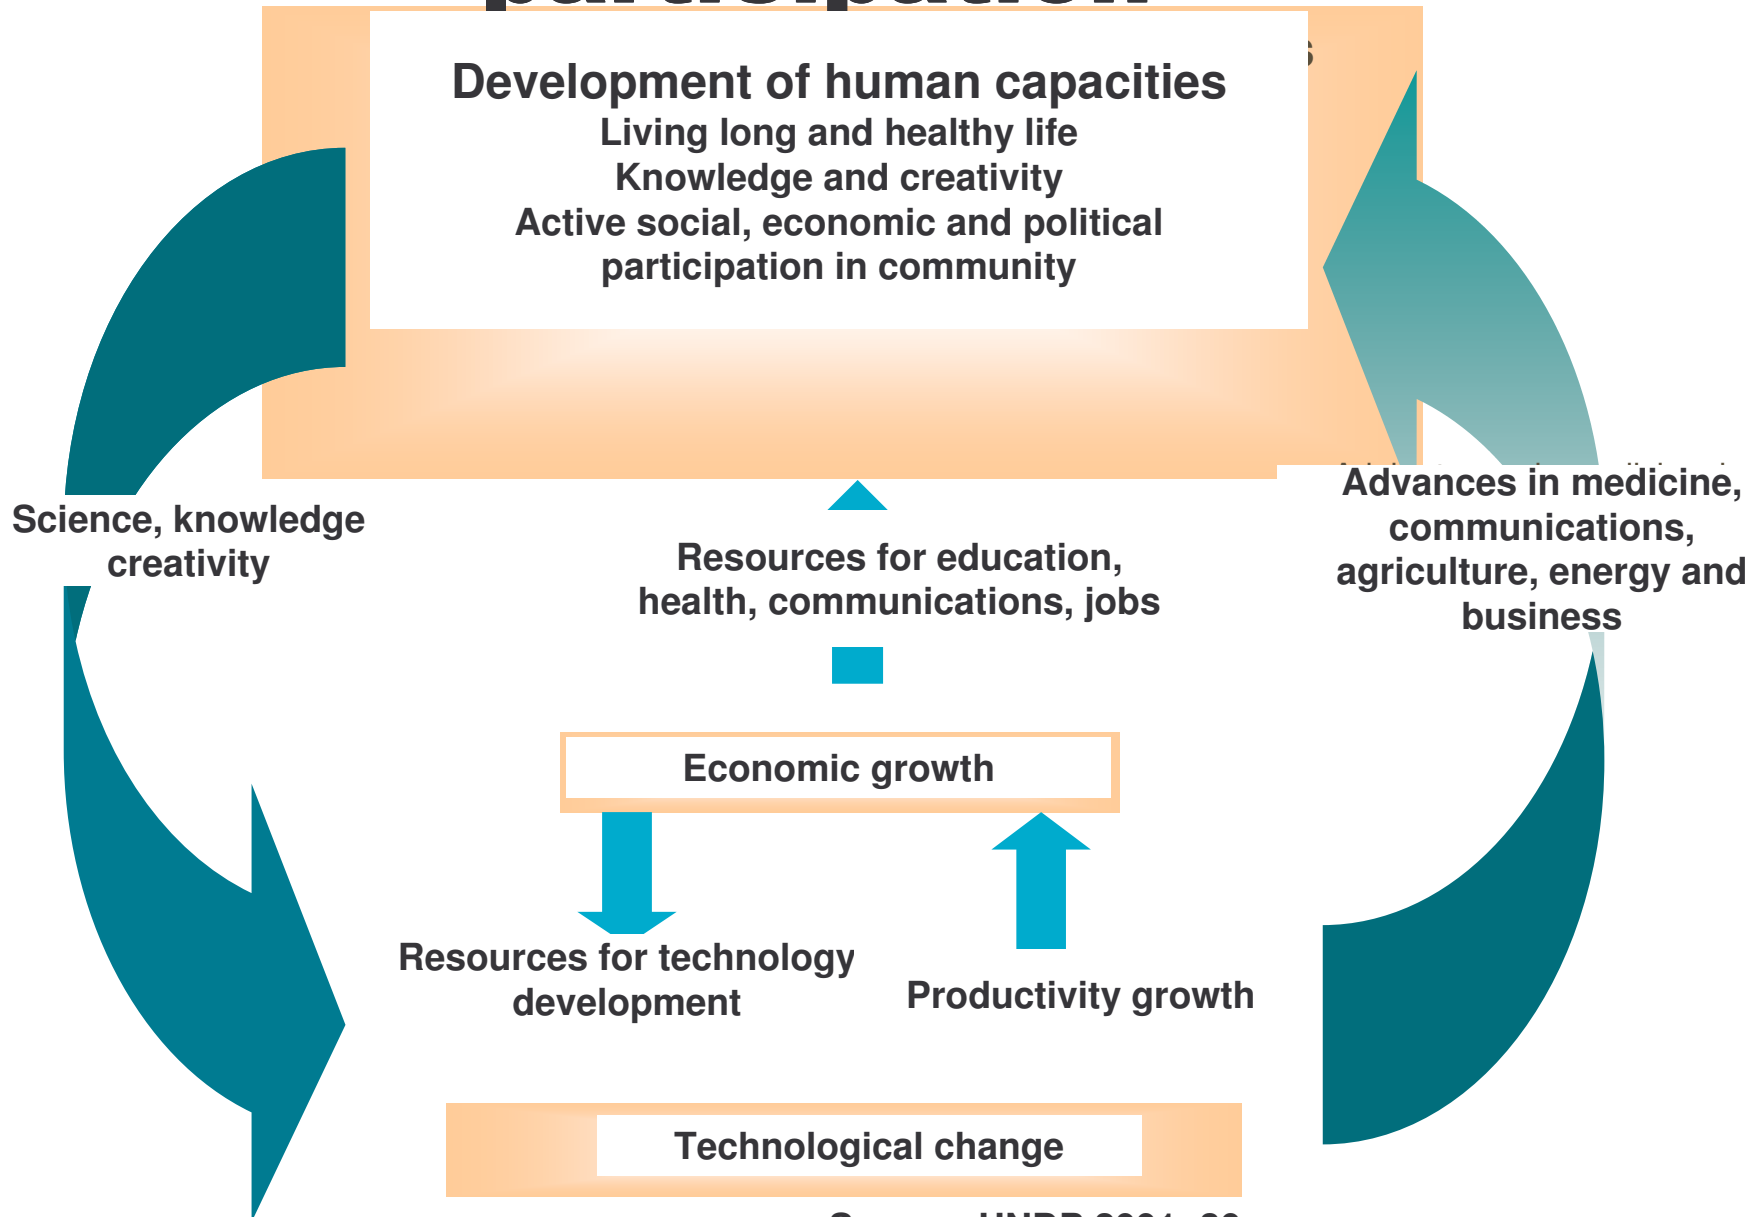 participation
Development of human capacities
Living long and healthy life
Knowledge and creativity
Active social, economic and political
participation in community
Science, knowledge
creativity
Resources for education,
health, communications, jobs
Advances in medicine,
communications,
agriculture, energy and
business
Economic growth
Resources for technology
development
Productivity growth
Technological change